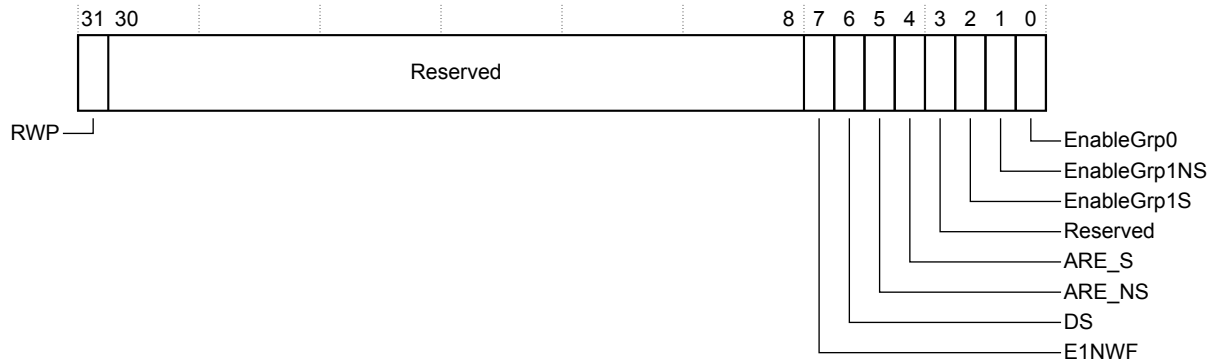 31 30 8 7 6 5 4 3 2 1 0
Reserved
RWP
EnableGrp0
EnableGrp1NS
EnableGrp1S
Reserved
ARE_S
ARE_NS
DS
E1NWF